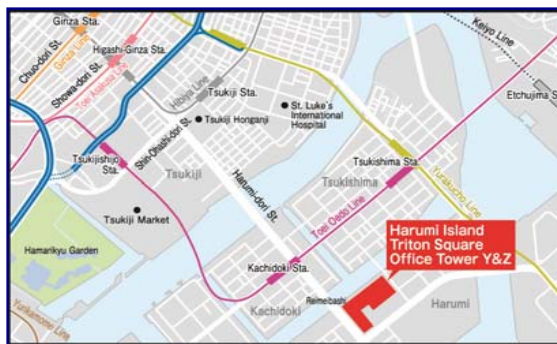 Ginza Sta.
Higashi-Ginza Sta.
Chuo-dori St.
Ginza Line
Showa-dori St.
Toei Asakusa Line
Hibiya Line
Tsukiji Sta.
Keiyo Line
Etchujima Sta.
St. Luke's
International
Hospital
Tsukiji Honganji
Shin-Ohashi-dori St.
Tsukijishijo
Sta.
Tsukiji
Harumi-dori St.
Tsukishima Sta.
Tsukishima
Yurakucho Line
Toei Oedo Line
Tsukiji Market
Hamarikyu Garden
Harumi Island
Triton Square
Office Tower Y&Z
Kachidoki Sta.
Reimeibashi
Kachidoki
Harumi
Yurikamome Line